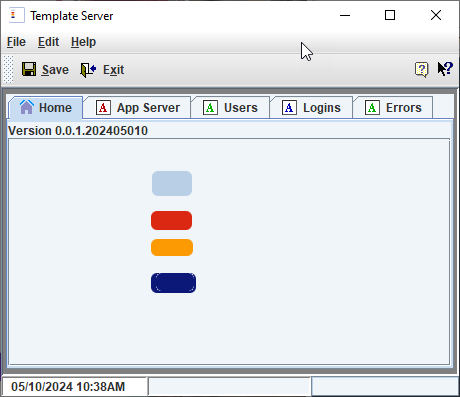 Template Server
File Edit Help
Save Exit ?
?
A A A A
Home App Server Users Logins Errors
Version 0.0.1.202405010
05/10/2024 10:38AM